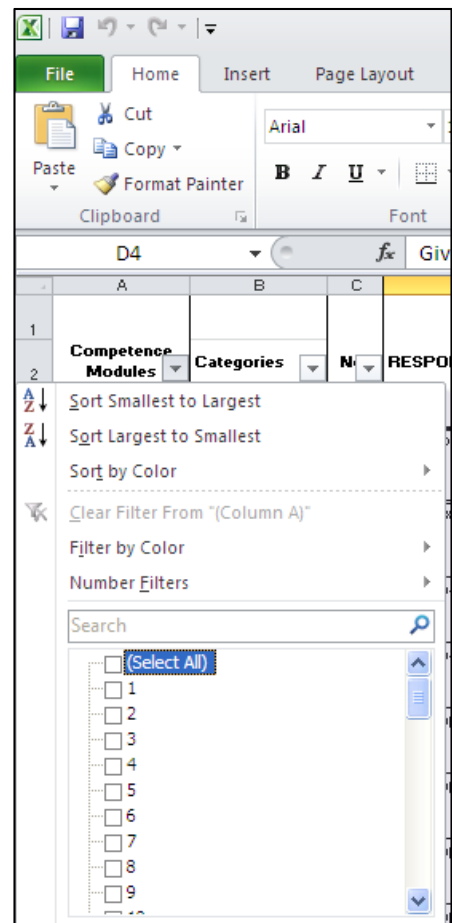 File Home Insert Page Layout
Cut
Copy
Paste
Format Painter
Arial
B I U
Clipboard Font
D4 fx Giv
A B C
1
Competence
Modules Categories RESPO
2
Sort Smallest to Largest
Sort Largest to Smallest
Sort by Color
Clear Filter From "(Column A)"
Filter by Color
Number Filters
Search
(Select All)
1
2
3
4
5
6
7
8
9